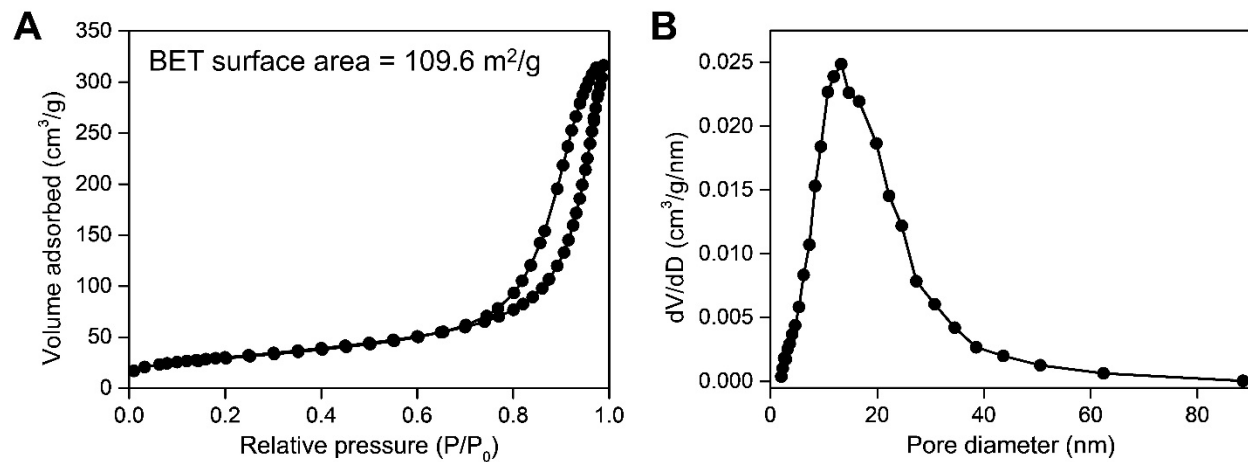 A
BET surface area = 109.6 m²/g
Volume adsorbed (cm³/g)
350
300
250
200
150
100
50
0
0.0 0.2 0.4 0.6 0.8 1.0
Relative pressure (P/P₀)
B
dV/dD (cm³/g/nm)
0.025
0.020
0.015
0.010
0.005
0.000
0 20 40 60 80
Pore diameter (nm)